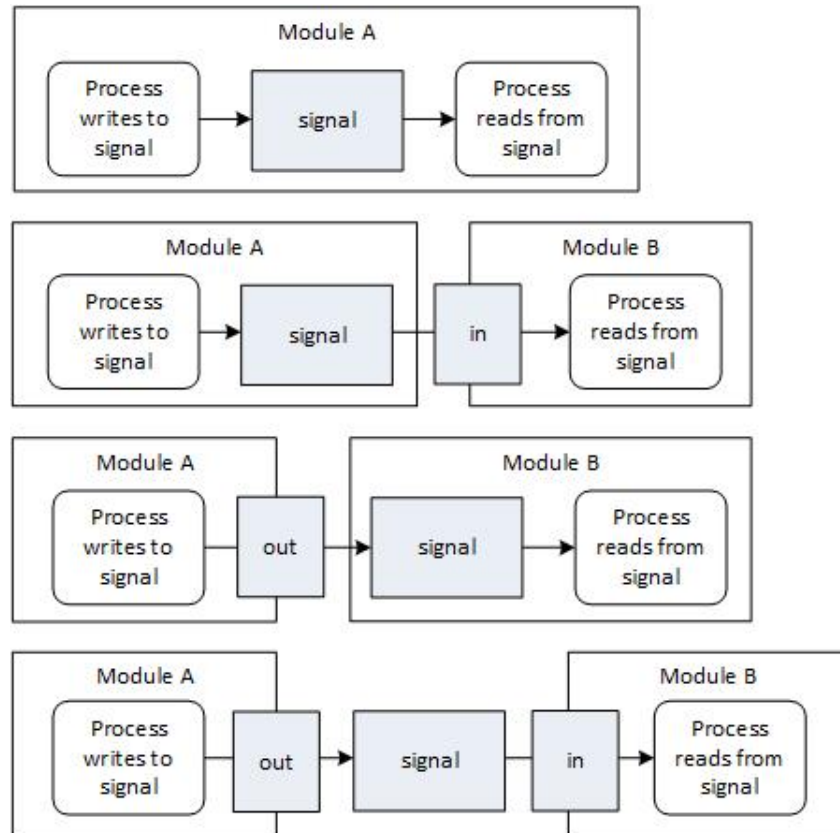 Module A
Process
writes to
signal
signal
Process
reads from
signal
Module A
Module B
Process
writes to
signal
signal
in
Process
reads from
signal
Module A
Module B
Process
writes to
signal
out
signal
Process
reads from
signal
Module A
Module B
Process
writes to
signal
out
signal
in
Process
reads from
signal